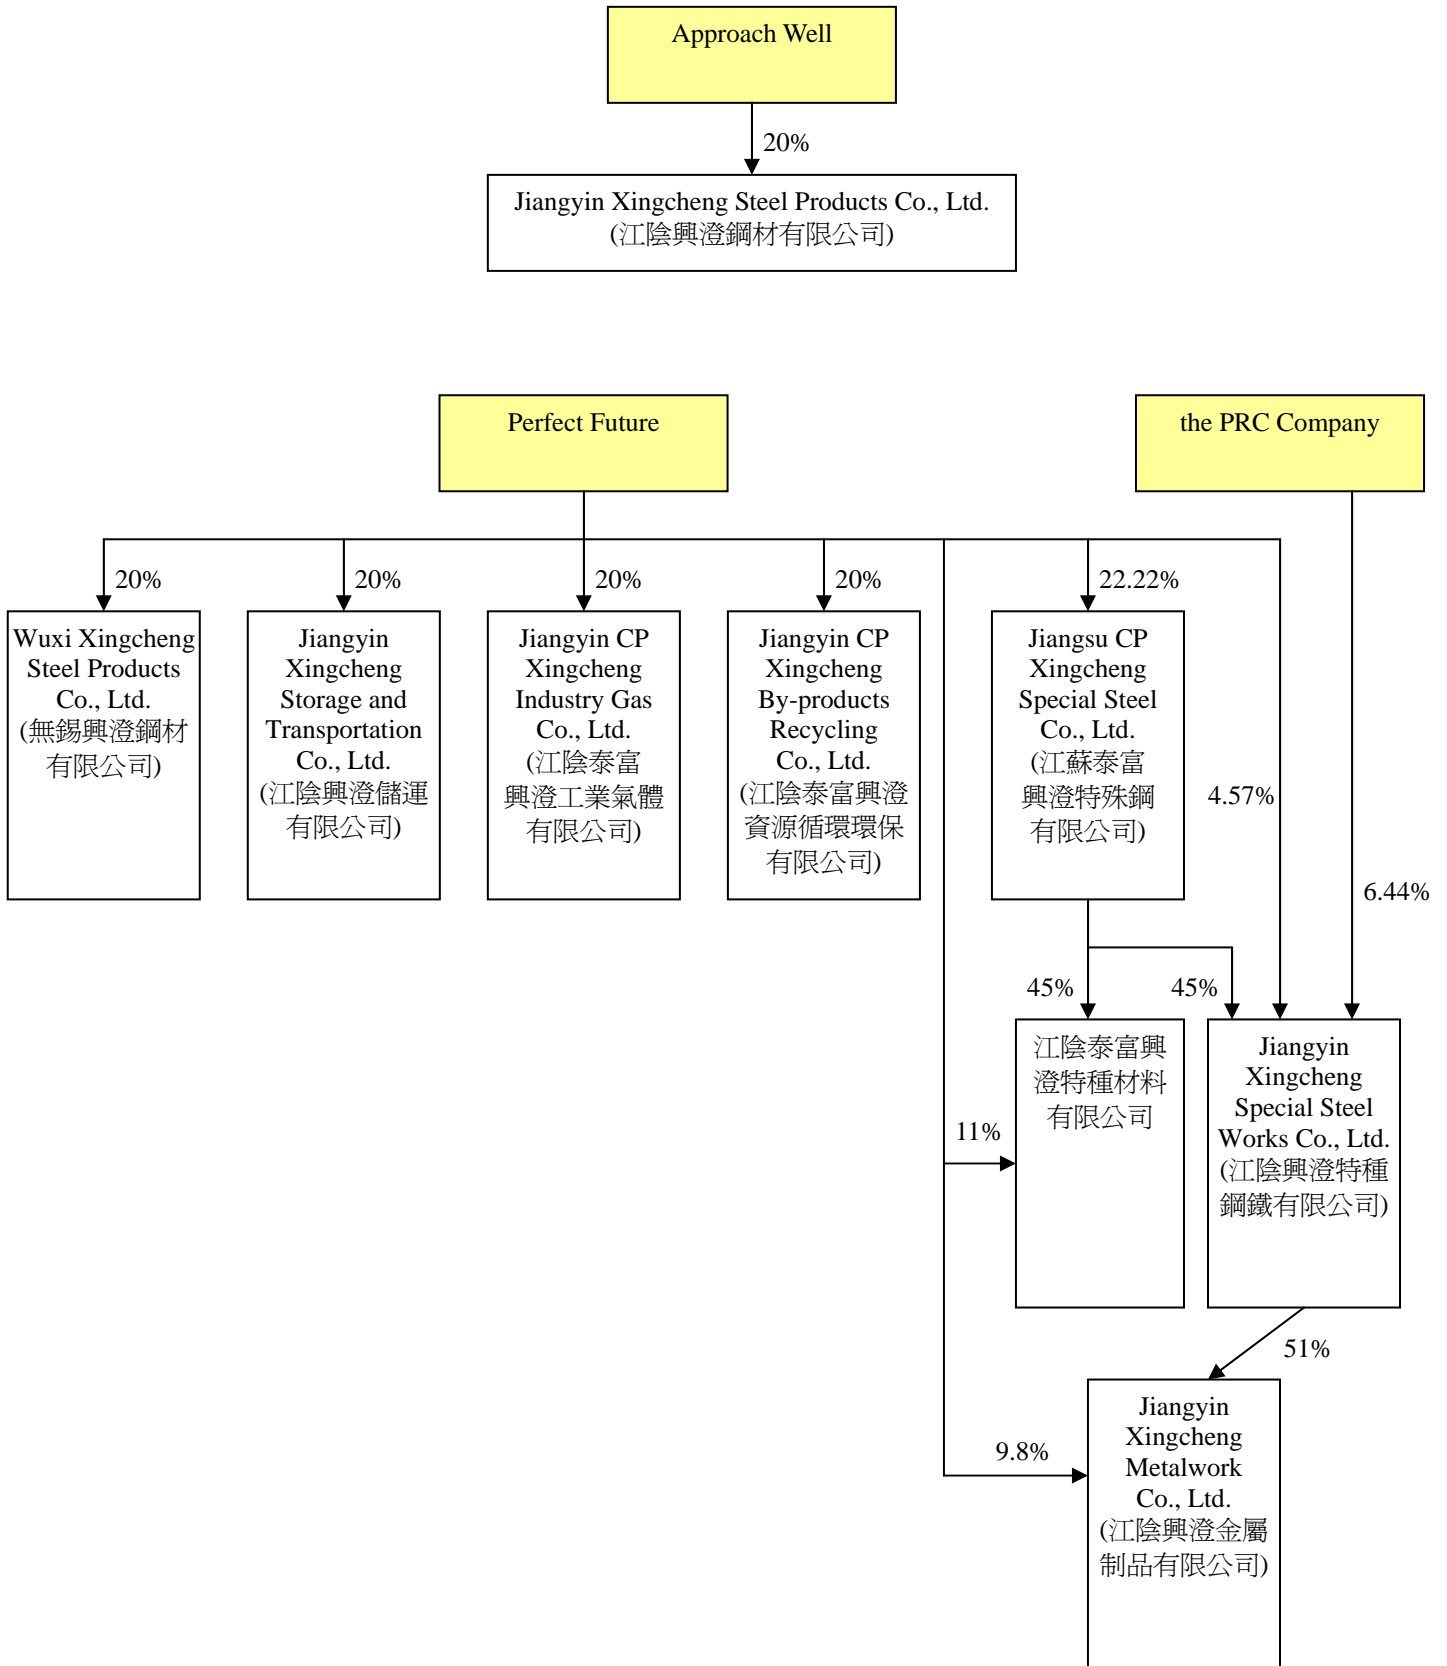 Approach Well
20%
Jiangyin Xingcheng Steel Products Co., Ltd.
(江陰興澄鋼材有限公司)
Perfect Future
the PRC Company
20%
20%
20%
20%
22.22%
Wuxi Xingcheng
Steel Products
Co., Ltd.
(無錫興澄鋼材
有限公司)
Jiangyin
Xingcheng
Storage and
Transportation
Co., Ltd.
(江陰興澄儲運
有限公司)
Jiangyin CP
Xingcheng
Industry Gas
Co., Ltd.
(江陰泰富
興澄工業氣體
有限公司)
Jiangyin CP
Xingcheng
By-products
Recycling
Co., Ltd.
(江陰泰富興澄
資源循環環保
有限公司)
Jiangsu CP
Xingcheng
Special Steel
Co., Ltd.
(江蘇泰富
興澄特殊鋼
有限公司)
4.57%
6.44%
45%
45%
江陰泰富興
澄特種材料
有限公司
Jiangyin
Xingcheng
Special Steel
Works Co., Ltd.
(江陰興澄特種
鋼鐵有限公司)
11%
51%
Jiangyin
Xingcheng
Metalwork
Co., Ltd.
(江陰興澄金屬
制品有限公司)
9.8%